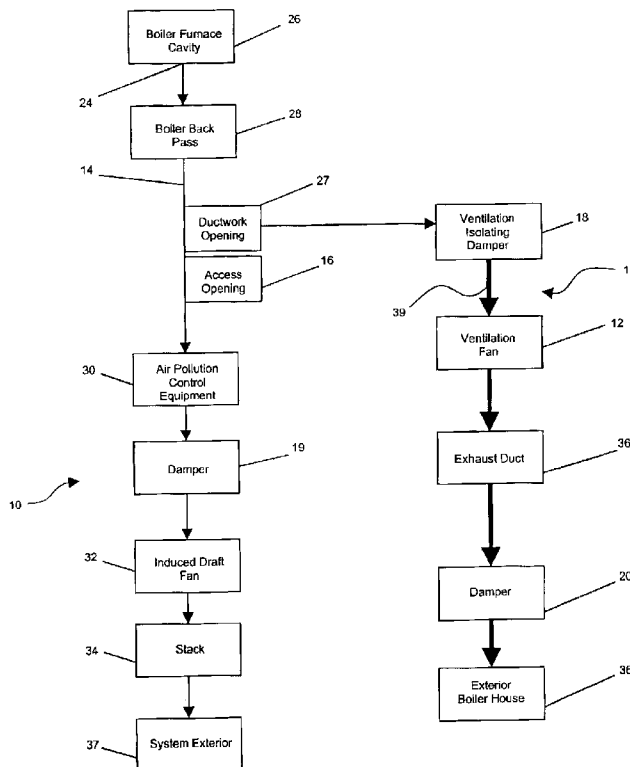 Boiler Furnace
Cavity
26
24
28
Boiler Back
Pass
14
27
Ductwork
Opening
Ventilation
Isolating
Damper
18
Access
Opening
16
39
1
12
Ventilation
Fan
30
Air Pollution
Control
Equipment
19
Damper
Exhaust Duct
36
10
32
Induced Draft
Fan
Damper
20
34
Stack
Exterior
Boiler House
36
37
System Exterior